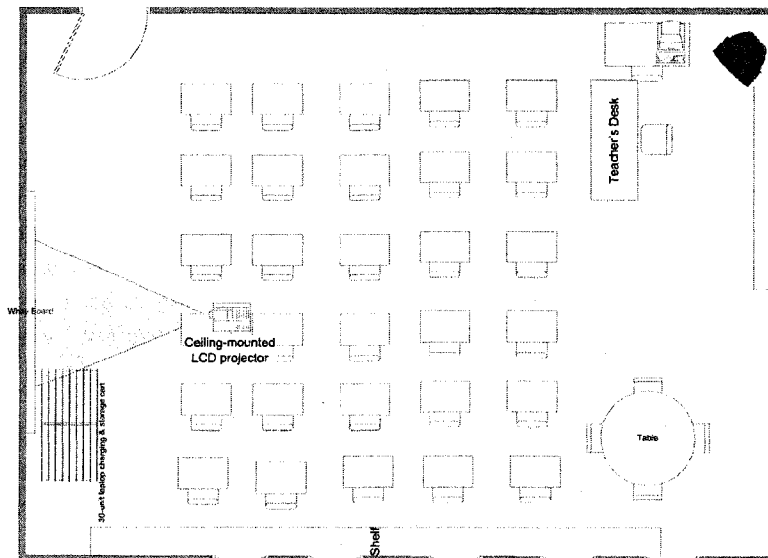 Teacher's Desk
White Board
Ceiling-mounted
LCD projector
30-unit laptop charging & storage cart
Table
Shelf